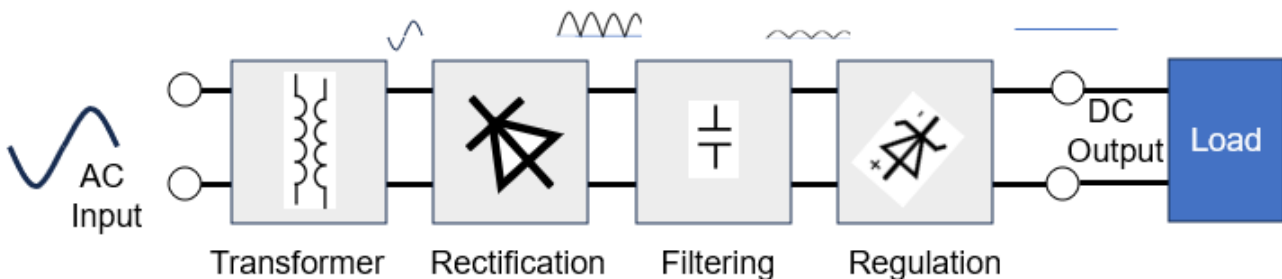 AC
Input
Transformer
Rectification
Filtering
+
-
Regulation
DC
Output
Load